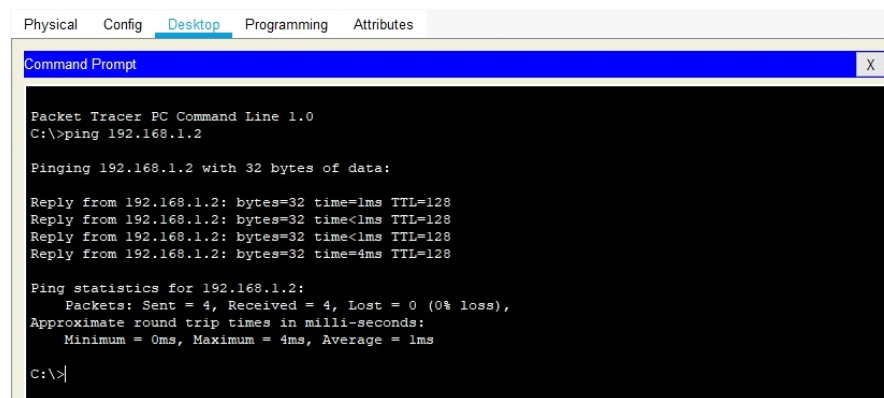 Physical Config Desktop Programming Attributes
Command Prompt X
Packet Tracer PC Command Line 1.0
C:\>ping 192.168.1.2
Pinging 192.168.1.2 with 32 bytes of data:
Reply from 192.168.1.2: bytes=32 time=1ms TTL=128
Reply from 192.168.1.2: bytes=32 time<1ms TTL=128
Reply from 192.168.1.2: bytes=32 time<1ms TTL=128
Reply from 192.168.1.2: bytes=32 time=4ms TTL=128
Ping statistics for 192.168.1.2:
Packets: Sent = 4, Received = 4, Lost = 0 (0% loss),
Approximate round trip times in milli-seconds:
Minimum = 0ms, Maximum = 4ms, Average = 1ms
C:\>